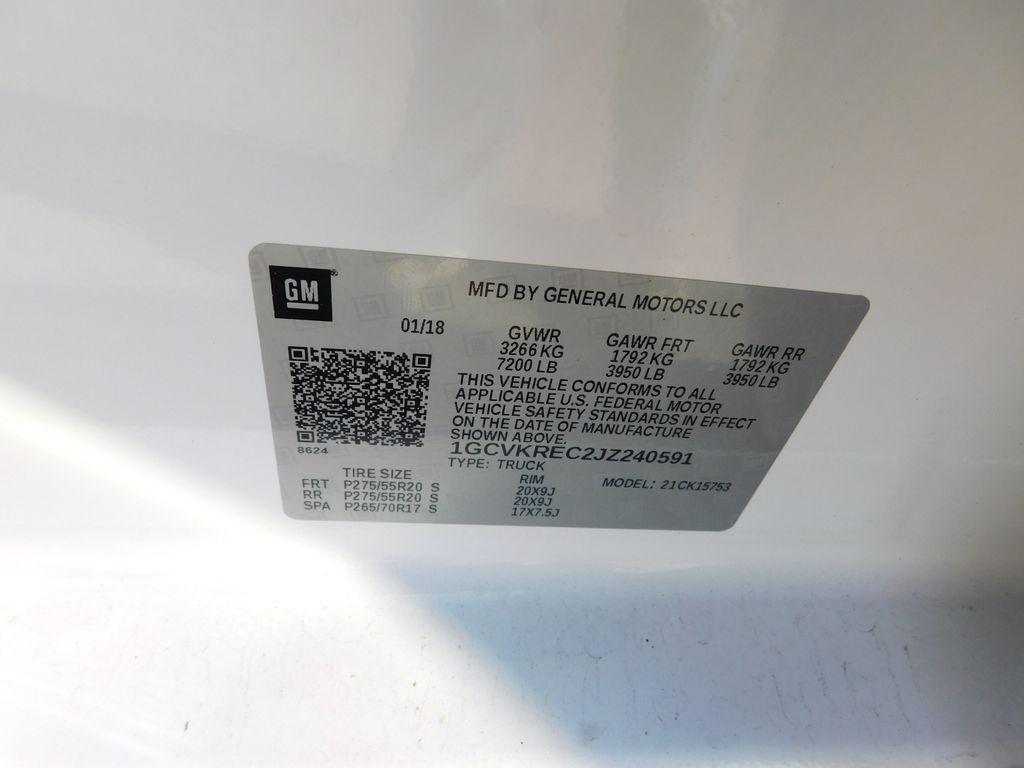 GM
MFD BY GENERAL MOTORS LLC
01/18
GVWR GAWR FRT GAWR RR
3266 KG 1792 KG 1792 KG
7200 LB 3950 LB 3950 LB
THIS VEHICLE CONFORMS TO ALL
APPLICABLE U.S. FEDERAL MOTOR
VEHICLE SAFETY STANDARDS IN EFFECT
ON THE DATE OF MANUFACTURE
SHOWN ABOVE.
8624
1GCVKREC2JZ240591
TYPE: TRUCK
MODEL: 21CK15753
TIRE SIZE RIM
FRT P275/55R20 S 20X9J
RR P275/55R20 S 20X9J
SPA P265/70R17 S 17X7.5J